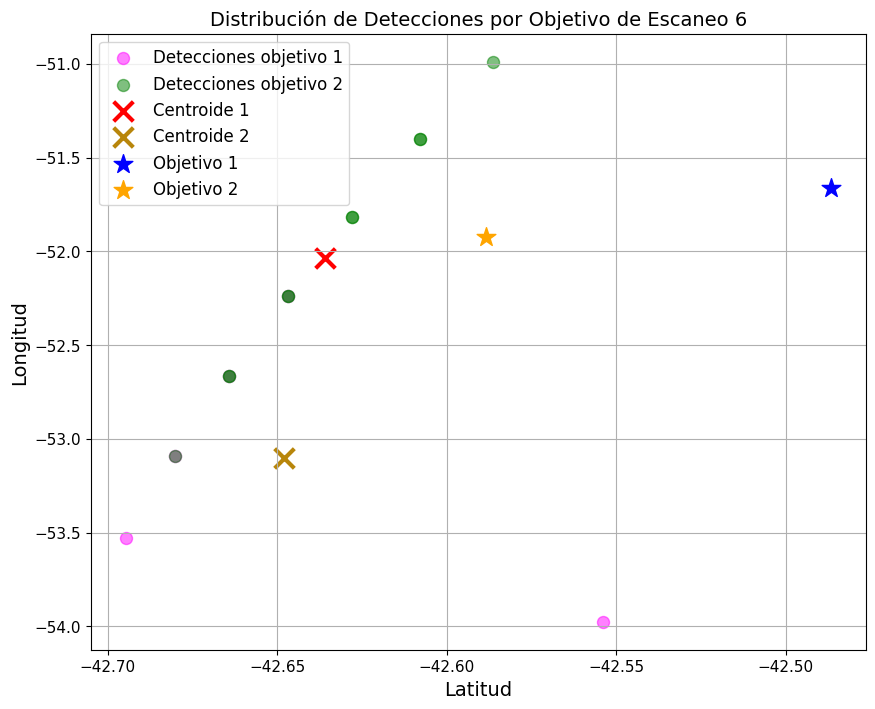 Distribución de Detecciones por Objetivo de Escaneo 6
Detecciones objetivo 1
Detecciones objetivo 2
Centroide 1
Centroide 2
Objetivo 1
Objetivo 2
Longitud
−51.0
−51.5
−52.0
−52.5
−53.0
−53.5
−54.0
−42.70 −42.65 −42.60 −42.55 −42.50
Latitud